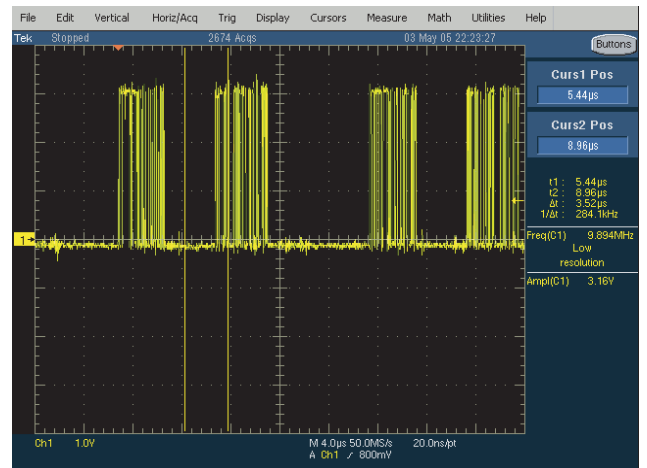 File Edit Vertical Horiz/Acq Trig Display Cursors Measure Math Utilities Help
Tek Stopped 2674 Acqs 03 May 05 22:23:27
Buttons
Curs1 Pos
5.44µs
Curs2 Pos
8.96µs
t1: 5.44µs
t2: 8.96µs
Δt: 3.52µs
1/Δt: 284.1kHz
1
Freq(C1) 9.894MHz
Low
resolution
Ampl(C1) 3.16V
Ch1 1.0V M 4.0µs 50.0MS/s 20.0ns/pt
A Ch1 ⁄ 800mV